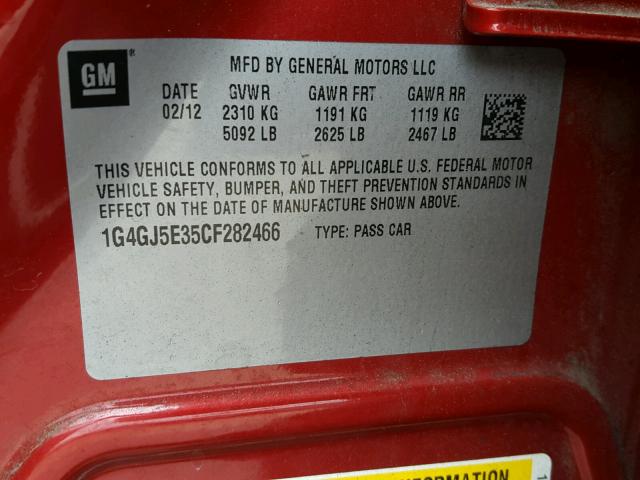 GM ®
MFD BY GENERAL MOTORS LLC
DATE GVWR GAWR FRT GAWR RR
02/12 2310 KG 1191 KG 1119 KG
5092 LB 2625 LB 2467 LB
THIS VEHICLE CONFORMS TO ALL APPLICABLE U.S. FEDERAL MOTOR
VEHICLE SAFETY, BUMPER, AND THEFT PREVENTION STANDARDS IN
EFFECT ON THE DATE OF MANUFACTURE SHOWN ABOVE.
1G4GJ5E35CF282466 TYPE: PASS CAR
INFORMATION